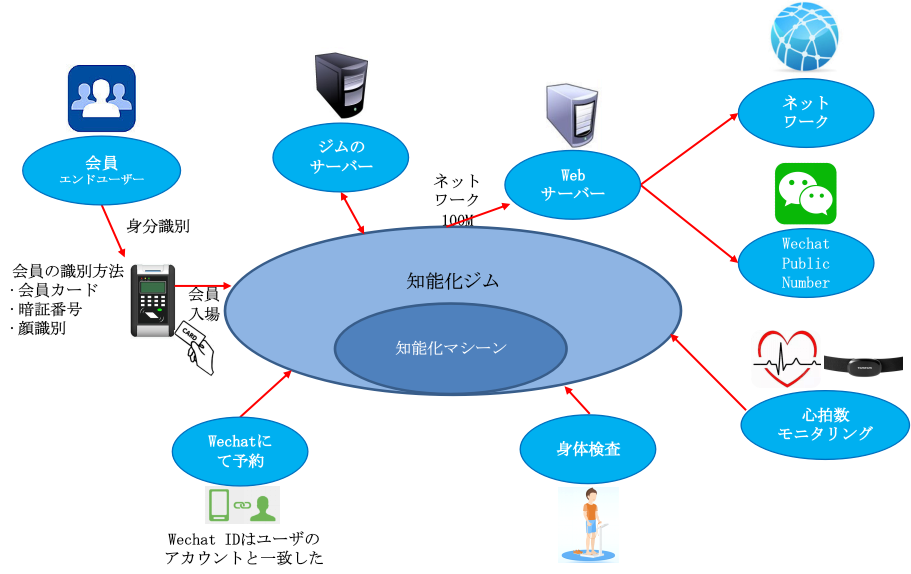 会員
エンドユーザー
身分識別
会員の識別方法
・会員カード
・暗証番号
・顔識別
CARD
会員
入場
ジムの
サーバー
ネット
ワーク
100M
Web
サーバー
ネット
ワーク
Wechat
Public
Number
知能化ジム
知能化マシーン
心拍数
モニタリング
身体検査
Wechatに
て予約
Wechat IDはユーザの
アカウントと一致した